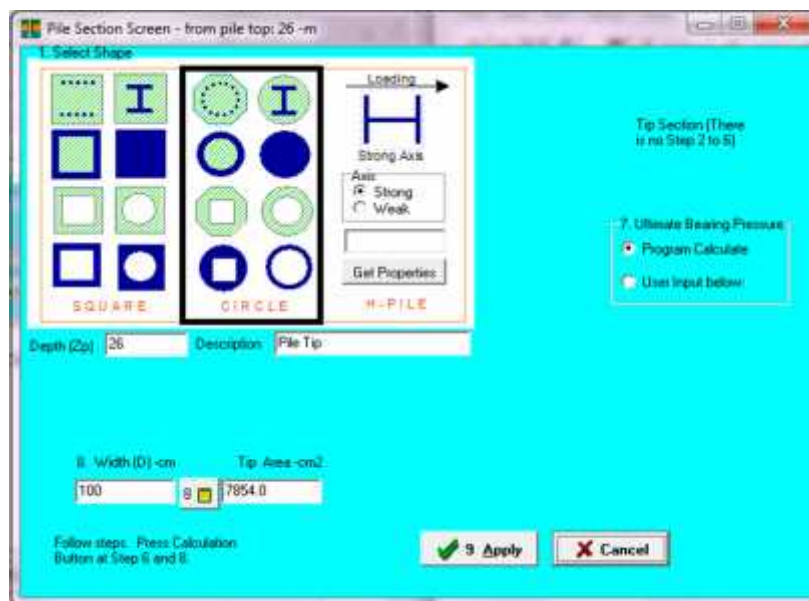 Pile Section Screen - from pile top: 26 -m
1. Select Shape
SQUARE
CIRCLE
Loading
Strong Axis
Axis
Strong
Weak
Get Properties
H-PILE
Tip Section (There
is no Step 2 to 6)
7. Ultimate Bearing Pressure
Program Calculate
User Input below:
Depth (Zp) 26 Description Pile Tip
8. Width (D) -cm Tip Area -cm2
100 8 7854.0
Follow steps. Press Calculation
Button at Step 6 and 8.
9 Apply Cancel